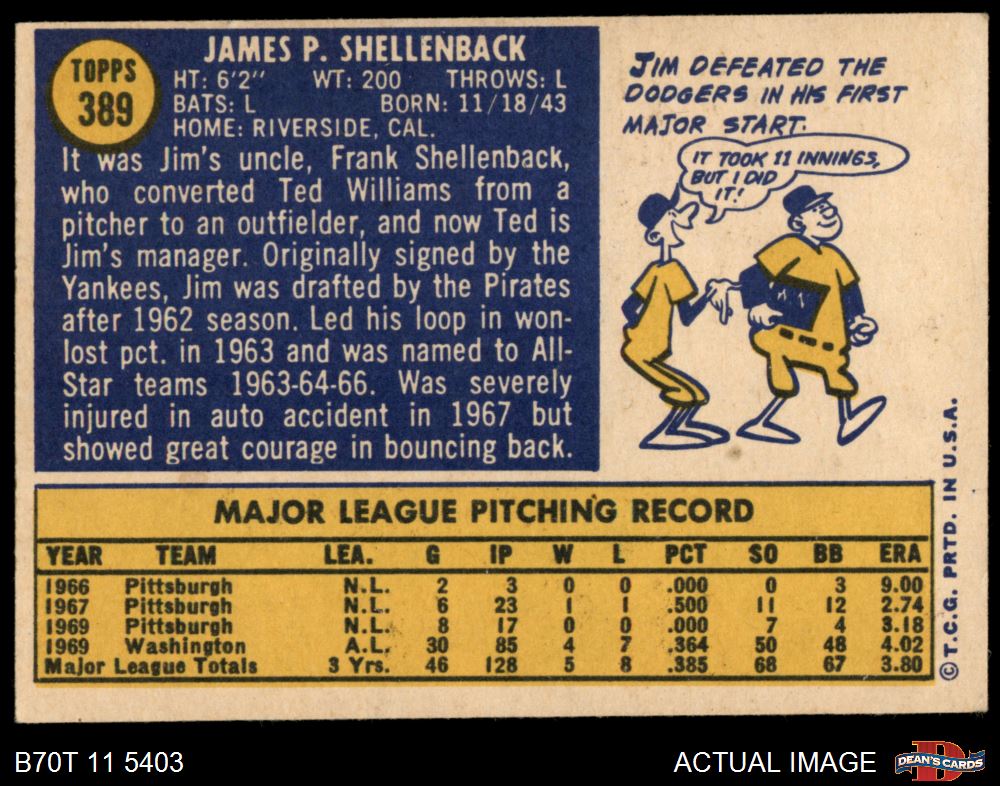 TOPPS
389
JAMES P. SHELLENBACK
HT: 6'2" WT: 200 THROWS: L
BATS: L BORN: 11/18/43
HOME: RIVERSIDE, CAL.
It was Jim's uncle, Frank Shellenback,
who converted Ted Williams from a
pitcher to an outfielder, and now Ted is
Jim's manager. Originally signed by the
Yankees, Jim was drafted by the Pirates
after 1962 season. Led his loop in won-
lost pct. in 1963 and was named to All-
Star teams 1963-64-66. Was severely
injured in auto accident in 1967 but
showed great courage in bouncing back.
JIM DEFEATED THE
DODGERS IN HIS FIRST
MAJOR START.
IT TOOK 11 INNINGS,
BUT I DID
IT!
MAJOR LEAGUE PITCHING RECORD
YEAR TEAM LEA. G IP W L PCT SO BB ERA
1966 Pittsburgh N.L. 2 3 0 0 .000 0 3 9.00
1967 Pittsburgh N.L. 6 23 1 1 .500 11 12 2.74
1969 Pittsburgh N.L. 8 17 0 0 .000 7 4 3.18
1969 Washington A.L. 30 85 4 7 .364 50 48 4.02
Major League Totals 3 Yrs. 46 128 5 8 .385 68 67 3.80
© T.C.G. PRTD. IN U.S.A.
B70T 11 5403
ACTUAL IMAGE
DEAN'S CARDS